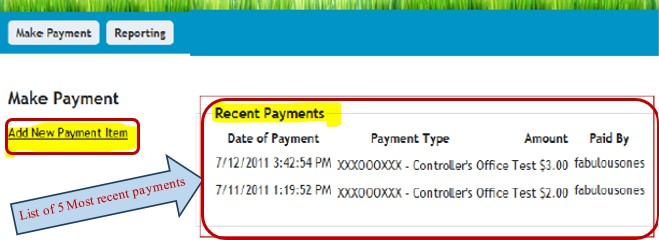 Make Payment Reporting
Make Payment
Add New Payment Item
Recent Payments
Date of Payment Payment Type Amount Paid By
7/12/2011 3:42:54 PM XXXOOOXXX - Controller's Office Test $3.00 fabulousones
7/11/2011 1:19:52 PM XXXOOOXXX - Controller's Office Test $2.00 fabulousones
List of 5 Most recent payments